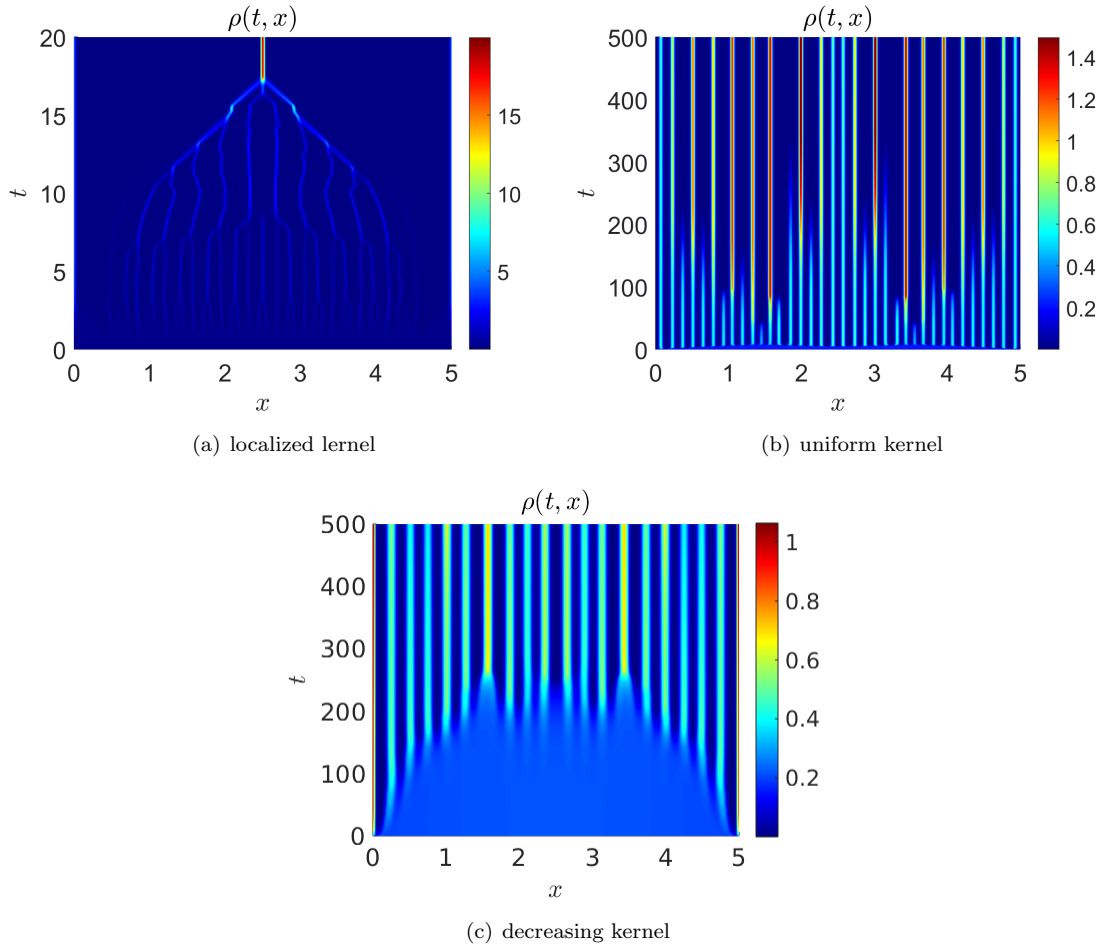 ρ(t, x)
20
15
10
5
0
t
0 1 2 3 4 5
x
15
10
5
(a) localized lernel
ρ(t, x)
500
400
300
200
100
0
t
0 1 2 3 4 5
x
1.4
1.2
1
0.8
0.6
0.4
0.2
(b) uniform kernel
ρ(t, x)
500
400
300
200
100
0
t
0 1 2 3 4 5
x
1
0.8
0.6
0.4
0.2
(c) decreasing kernel